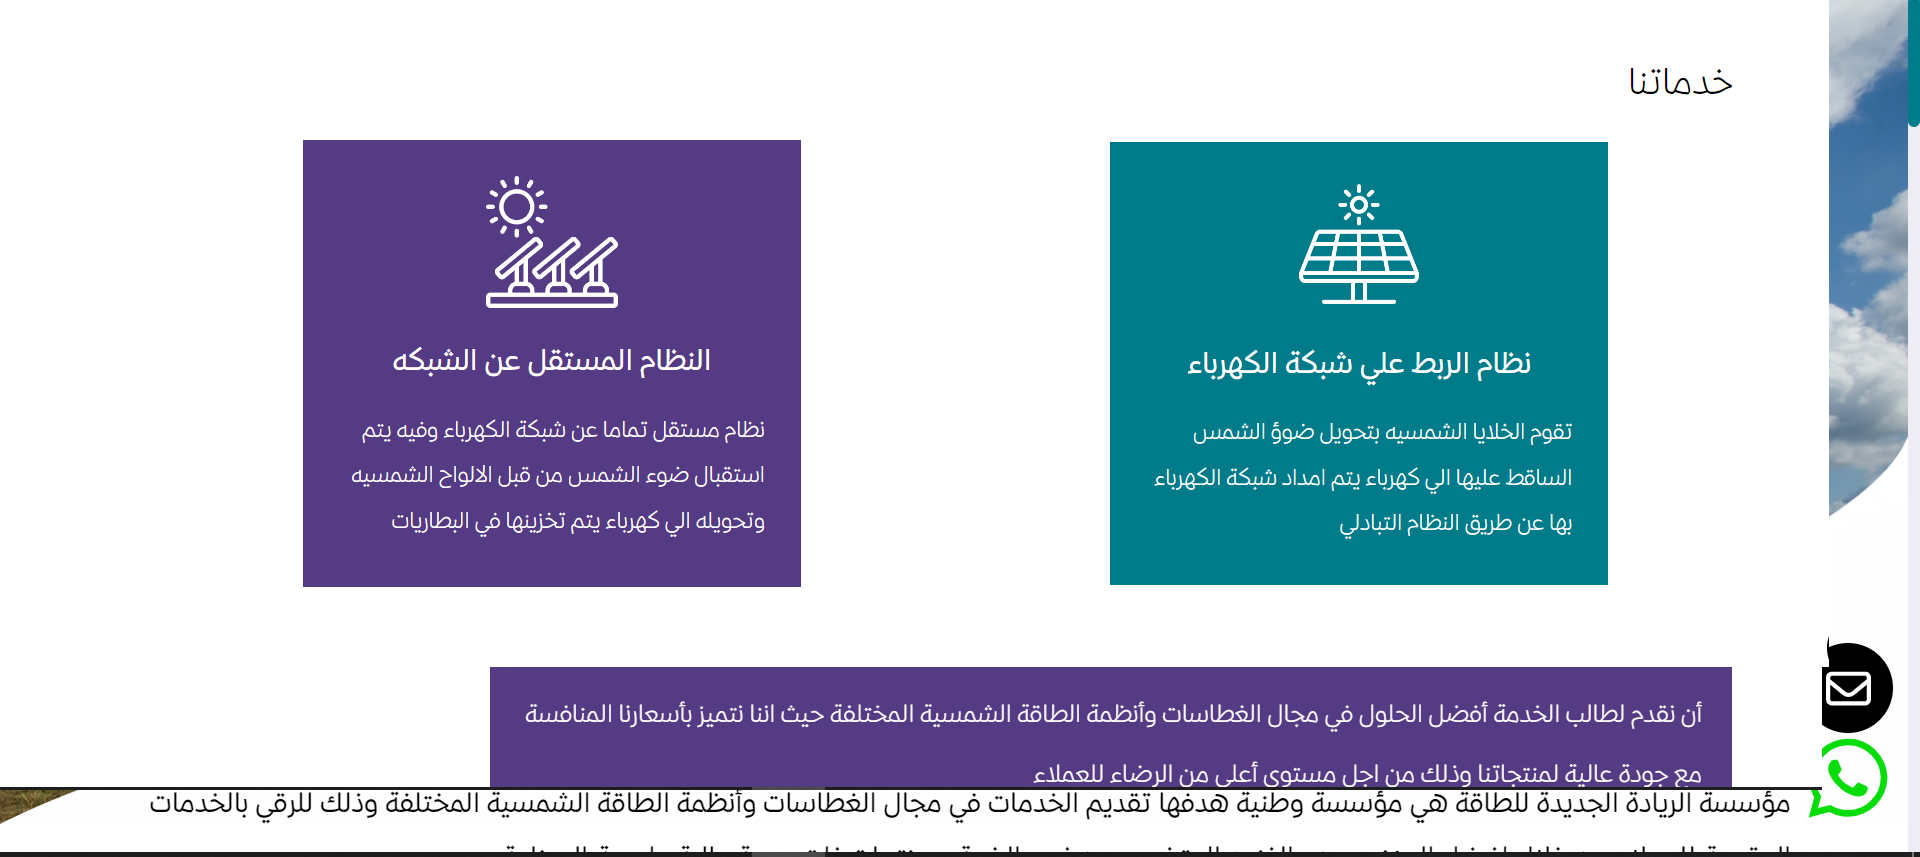 خدماتنا
نظام الربط علي شبكة الكهرباء
تقوم الخلايا الشمسيه بتحويل ضوؤ الشمس
الساقط عليها الي كهرباء يتم امداد شبكة الكهرباء
بها عن طريق النظام التبادلي
النظام المستقل عن الشبكه
نظام مستقل تماما عن شبكة الكهرباء وفيه يتم
استقبال ضوء الشمس من قبل الالواح الشمسيه
وتحويله الي كهرباء يتم تخزينها في البطاريات
أن نقدم لطالب الخدمة أفضل الحلول في مجال الغطاسات وأنظمة الطاقة الشمسية المختلفة حيث اننا نتميز بأسعارنا المنافسة
مع جودة عالية لمنتجاتنا وذلك من اجل مستوى أعلى من الرضاء للعملاء
مؤسسة الريادة الجديدة للطاقة هي مؤسسة وطنية هدفها تقديم الخدمات في مجال الغطاسات وأنظمة الطاقة الشمسية المختلفة وذلك للرقي بالخدمات